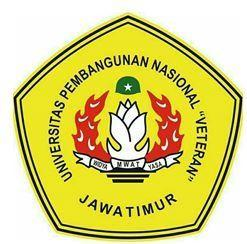 UNIVERSITAS PEMBANGUNAN NASIONAL "VETERAN"
WIDYA MWAT YASA
JAWA TIMUR